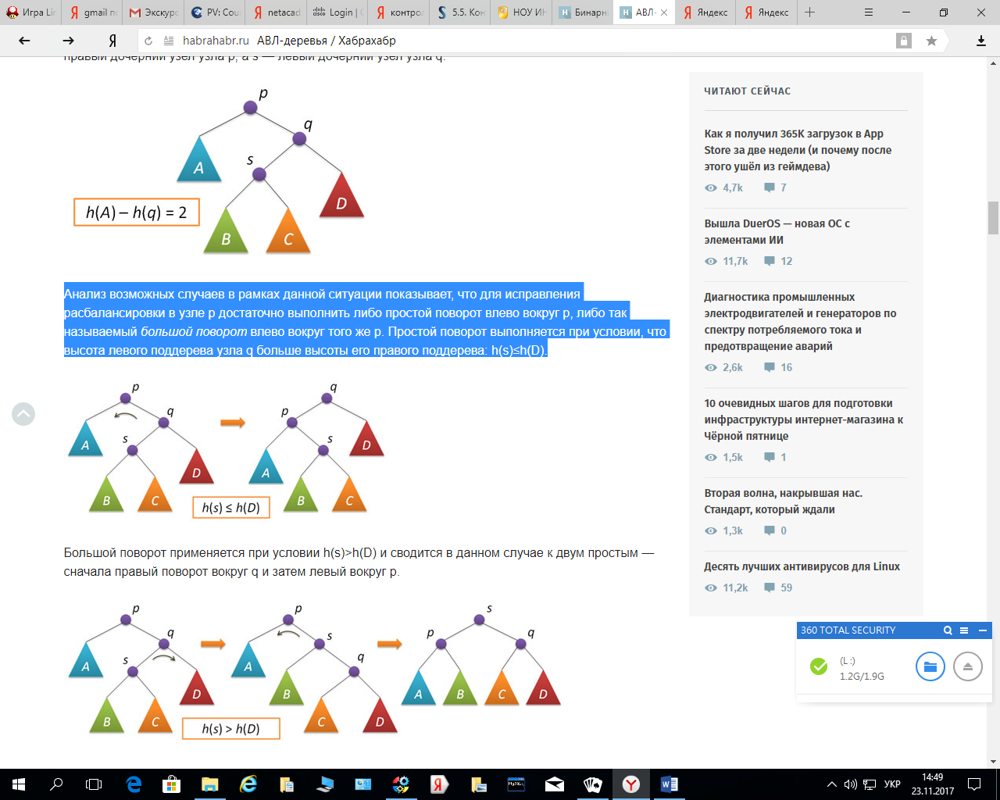 Игра Lir
gmail по
Экскурс
PV: Cou
netacad
Login | C
контрол
5.5. Кон
НОУ ИН
Бинарн
АВЛ-
Яндекс
Яндекс
habrahabr.ru АВЛ-деревья / Хабрахабр
правый дочерний узел узла p, а s — левый дочерний узел узла q.
p
q
s
A
D
B
C
h(A) – h(q) = 2
Анализ возможных случаев в рамках данной ситуации показывает, что для исправления
расбалансировки в узле p достаточно выполнить либо простой поворот влево вокруг p, либо так
называемый большой поворот влево вокруг того же p. Простой поворот выполняется при условии, что
высота левого поддерева узла q больше высоты его правого поддерева: h(s)≤h(D).
p
q
A
s
D
B
C
q
p
s
D
A
B
C
h(s) ≤ h(D)
Большой поворот применяется при условии h(s)>h(D) и сводится в данном случае к двум простым —
сначала правый поворот вокруг q и затем левый вокруг p.
p
q
s
A
D
B
C
p
s
q
A
B
C
D
s
p
q
A
B
C
D
h(s) > h(D)
ЧИТАЮТ СЕЙЧАС
Как я получил 365К загрузок в App
Store за две недели (и почему после
этого ушёл из геймдева)
4,7k 7
Вышла DuerOS — новая ОС с
элементами ИИ
11,7k 12
Диагностика промышленных
электродвигателей и генераторов по
спектру потребляемого тока и
предотвращение аварий
2,6k 16
10 очевидных шагов для подготовки
инфраструктуры интернет-магазина к
Чёрной пятнице
1,5k 1
Вторая волна, накрывшая нас.
Стандарт, который ждали
1,3k 0
Десять лучших антивирусов для Linux
11,2k 59
360 TOTAL SECURITY
(L :)
1.2G/1.9G
УКР
14:49
23.11.2017